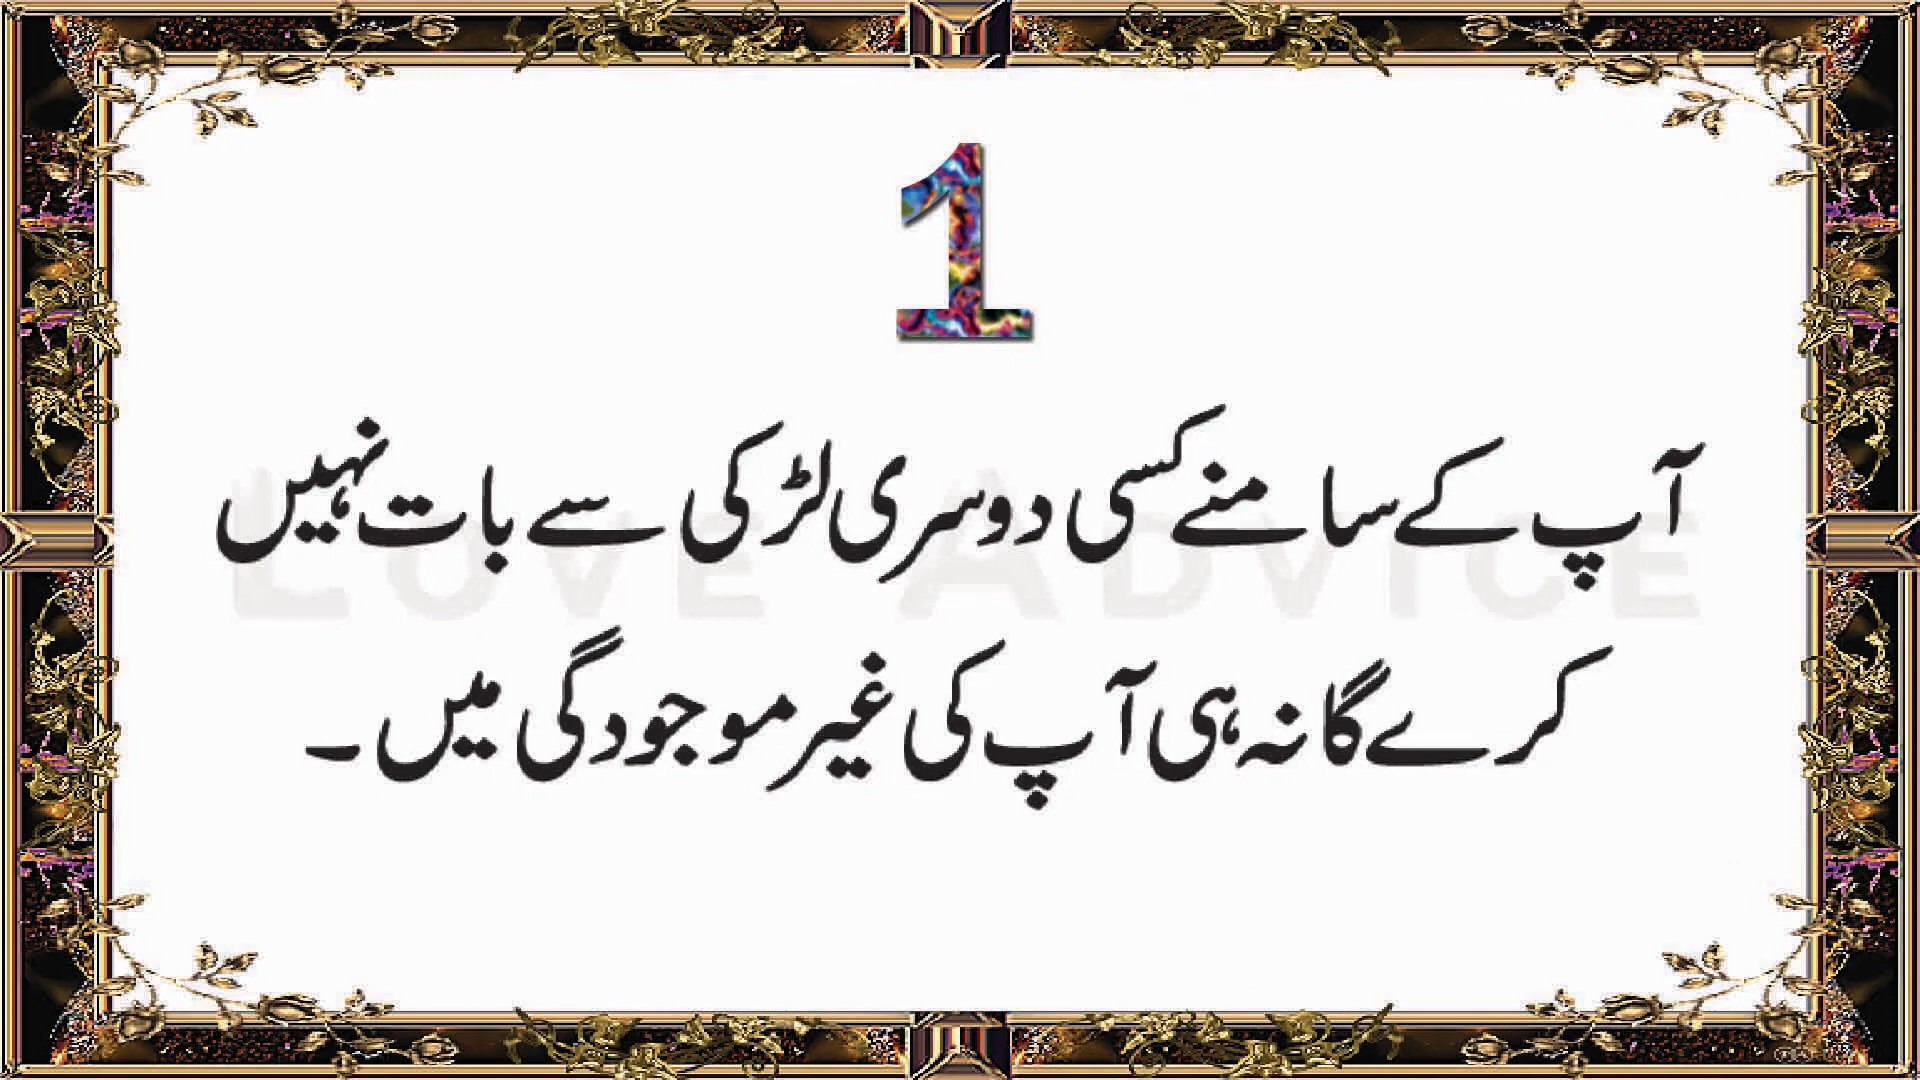 1
آپ کے سامنے کسی دوسری لڑکی سے بات نہیں
LOVE ADVICE
کرے گا نہ ہی آپ کی غیر موجودگی میں۔